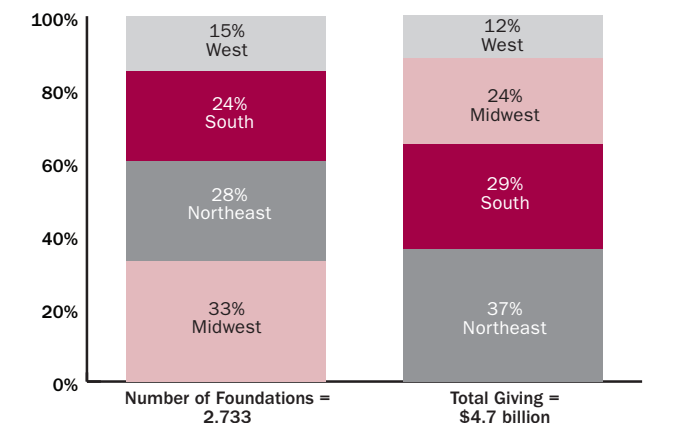 100%
80%
60%
40%
20%
0%
15%
West
24%
South
28%
Northeast
33%
Midwest
12%
West
24%
Midwest
29%
South
37%
Northeast
Number of Foundations =
2,733
Total Giving =
$4.7 billion